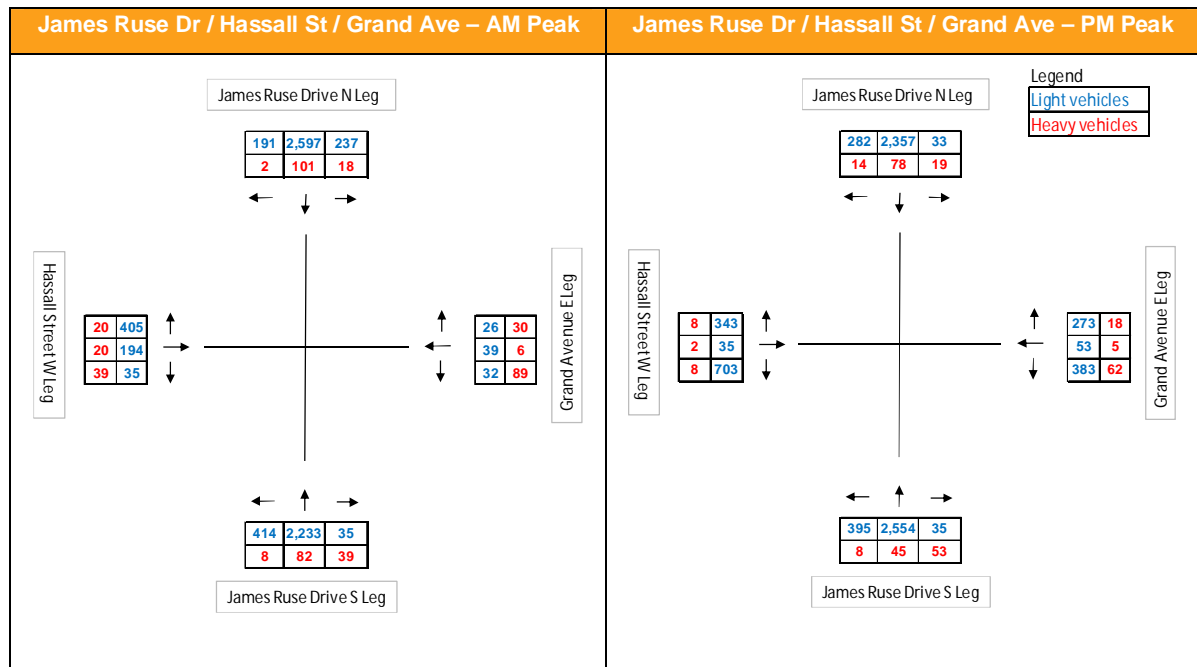 James Ruse Dr / Hassall St / Grand Ave – AM Peak
James Ruse Drive N Leg
191 2,597 237
2 101 18
Hassall Street W Leg
20 405
20 194
39 35
26 30
39 6
32 89
Grand Avenue E Leg
414 2,233 35
8 82 39
James Ruse Drive S Leg
James Ruse Dr / Hassall St / Grand Ave – PM Peak
Legend
Light vehicles
Heavy vehicles
James Ruse Drive N Leg
282 2,357 33
14 78 19
Hassall Street W Leg
8 343
2 35
8 703
273 18
53 5
383 62
Grand Avenue E Leg
395 2,554 35
8 45 53
James Ruse Drive S Leg